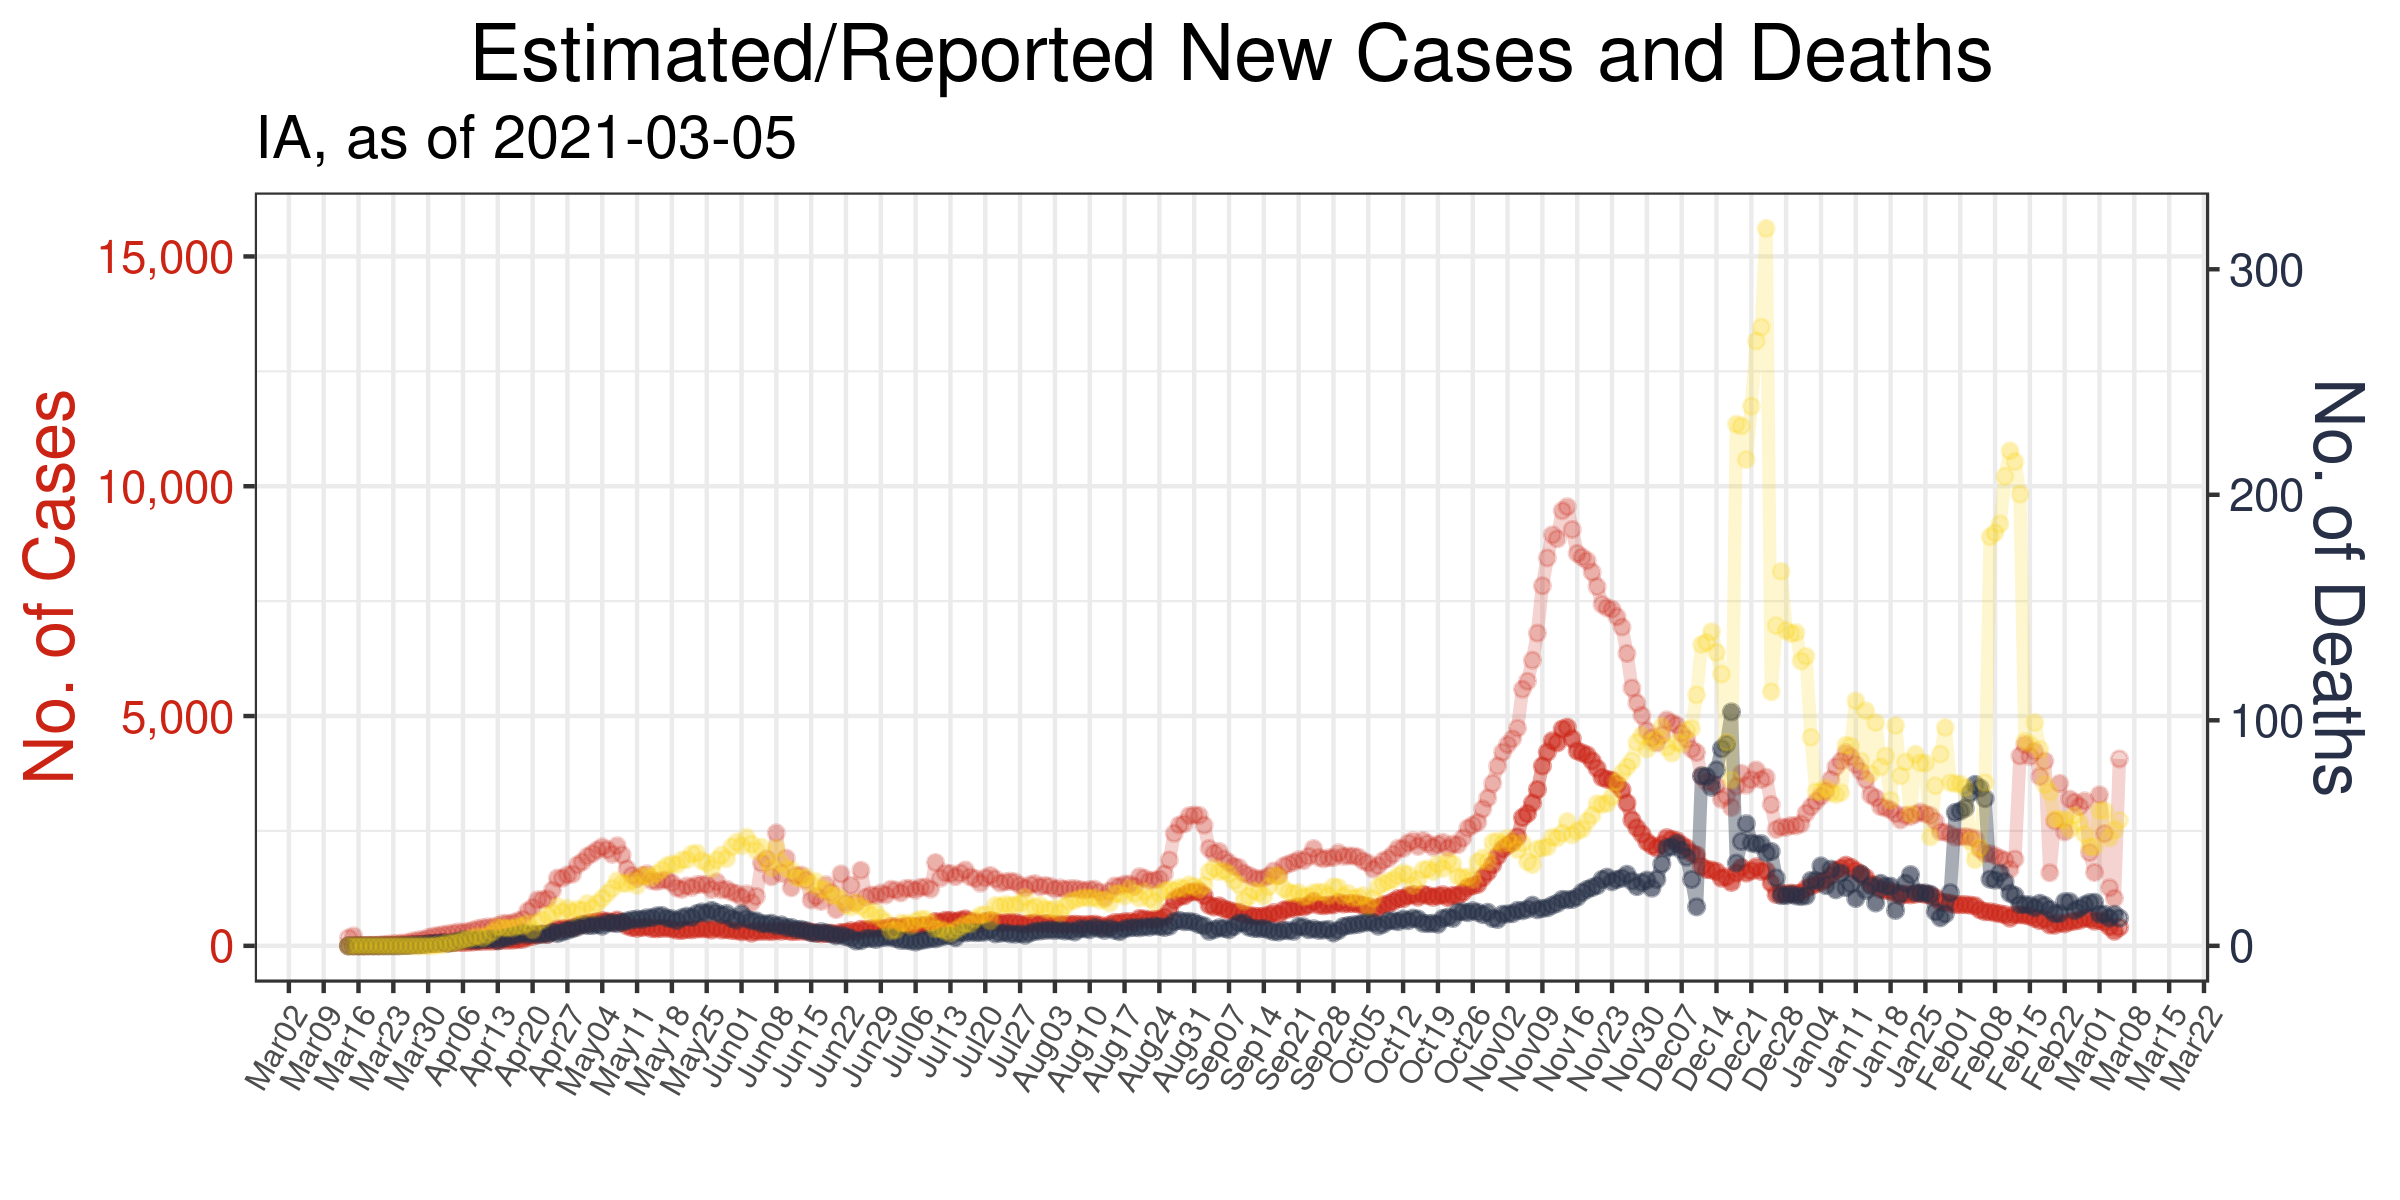 Estimated/Reported New Cases and Deaths
IA, as of 2021-03-05
No. of Cases
15,000
10,000
5,000
0
300
200
100
0
No. of Deaths
Mar02
Mar09
Mar16
Mar23
Mar30
Apr06
Apr13
Apr20
Apr27
May04
May11
May18
May25
Jun01
Jun08
Jun15
Jun22
Jun29
Jul06
Jul13
Jul20
Jul27
Aug03
Aug10
Aug17
Aug24
Aug31
Sep07
Sep14
Sep21
Sep28
Oct05
Oct12
Oct19
Oct26
Nov02
Nov09
Nov16
Nov23
Nov30
Dec07
Dec14
Dec21
Dec28
Dec04
Jan11
Jan18
Jan25
Feb01
Feb08
Feb15
Feb22
Mar01
Mar08
Mar15
Mar22